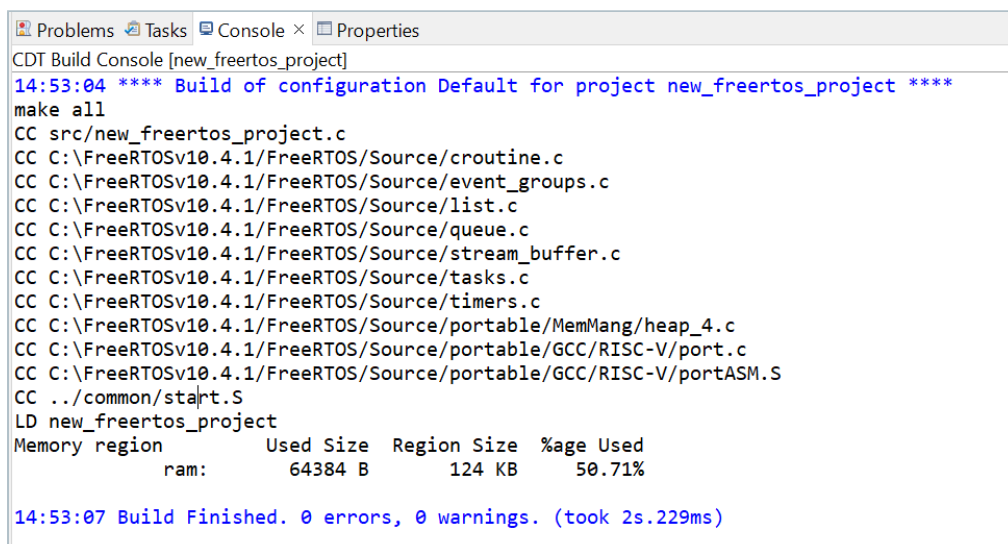 Problems Tasks Console Properties
CDT Build Console [new_freertos_project]
14:53:04 **** Build of configuration Default for project new_freertos_project ****
make all
CC src/new_freertos_project.c
CC C:\FreeRTOSv10.4.1/FreeRTOS/Source/croutine.c
CC C:\FreeRTOSv10.4.1/FreeRTOS/Source/event_groups.c
CC C:\FreeRTOSv10.4.1/FreeRTOS/Source/list.c
CC C:\FreeRTOSv10.4.1/FreeRTOS/Source/queue.c
CC C:\FreeRTOSv10.4.1/FreeRTOS/Source/stream_buffer.c
CC C:\FreeRTOSv10.4.1/FreeRTOS/Source/tasks.c
CC C:\FreeRTOSv10.4.1/FreeRTOS/Source/timers.c
CC C:\FreeRTOSv10.4.1/FreeRTOS/Source/portable/MemMang/heap_4.c
CC C:\FreeRTOSv10.4.1/FreeRTOS/Source/portable/GCC/RISC-V/port.c
CC C:\FreeRTOSv10.4.1/FreeRTOS/Source/portable/GCC/RISC-V/portASM.S
CC ../common/start.S
LD new_freertos_project
Memory region Used Size Region Size %age Used
ram: 64384 B 124 KB 50.71%
14:53:07 Build Finished. 0 errors, 0 warnings. (took 2s.229ms)